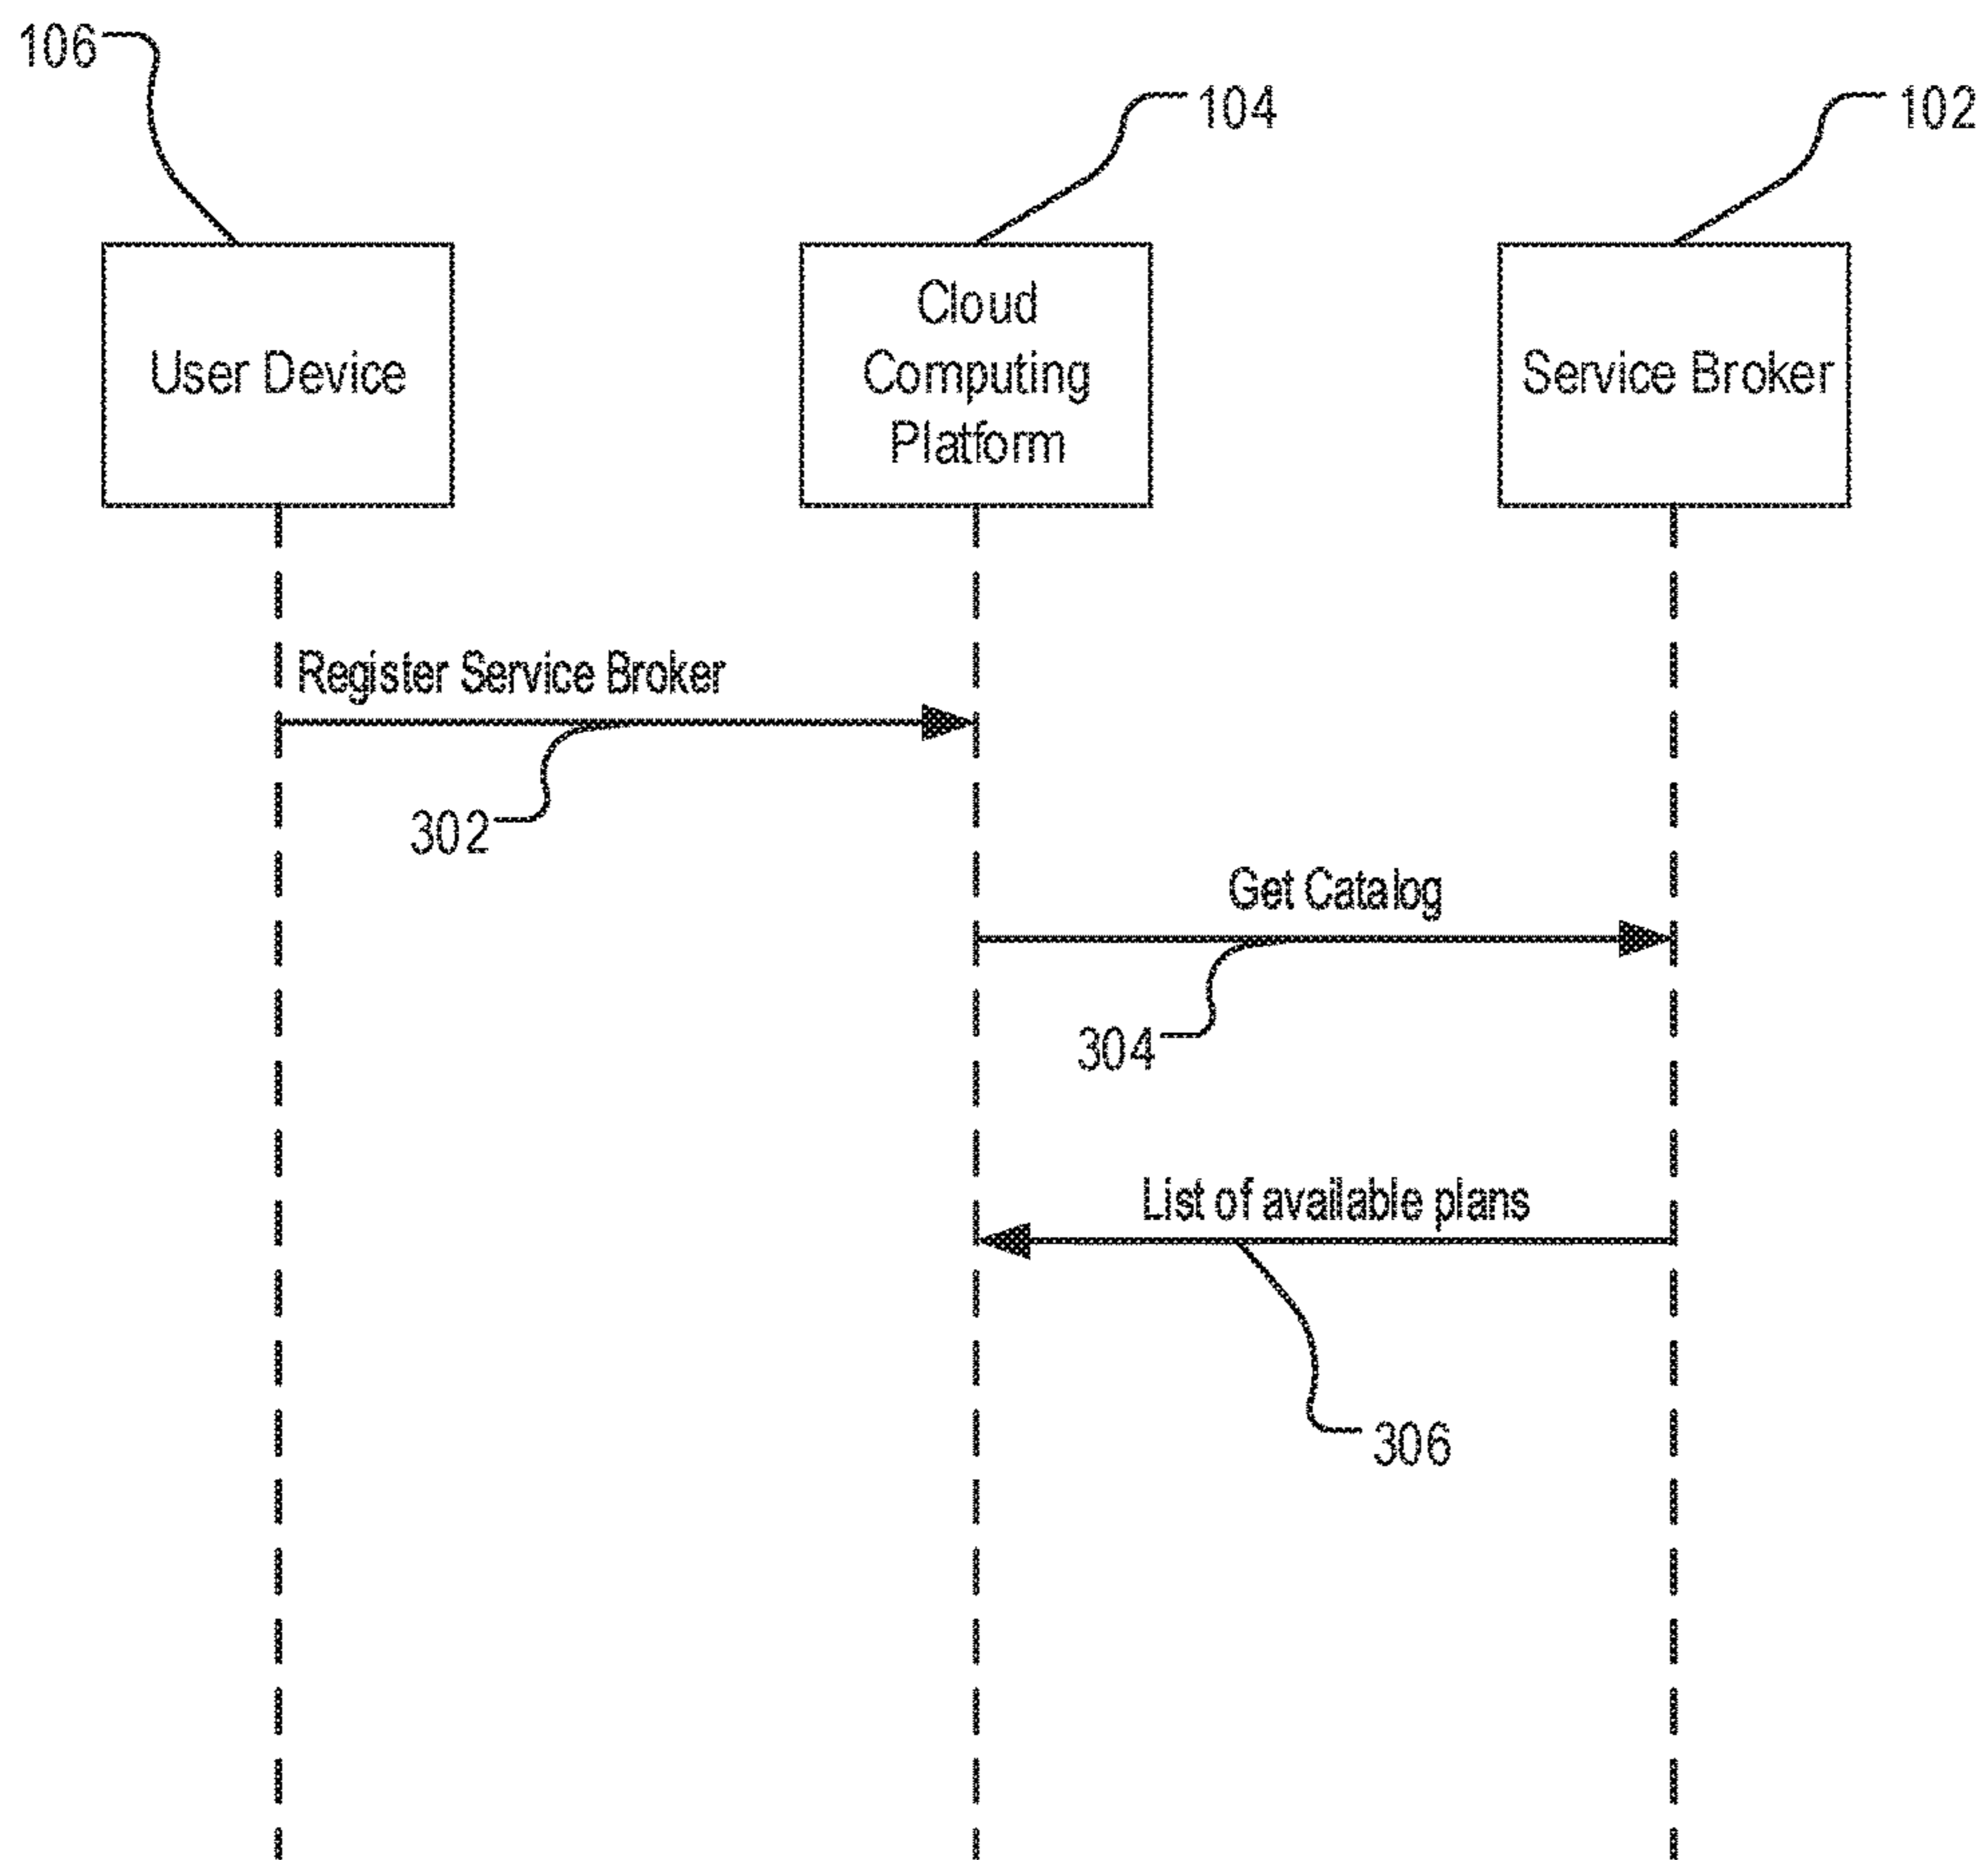 106
104
102
User Device
Cloud
Computing
Platform
Service Broker
Register Service Broker
302
Get Catalog
304
List of available plans
306